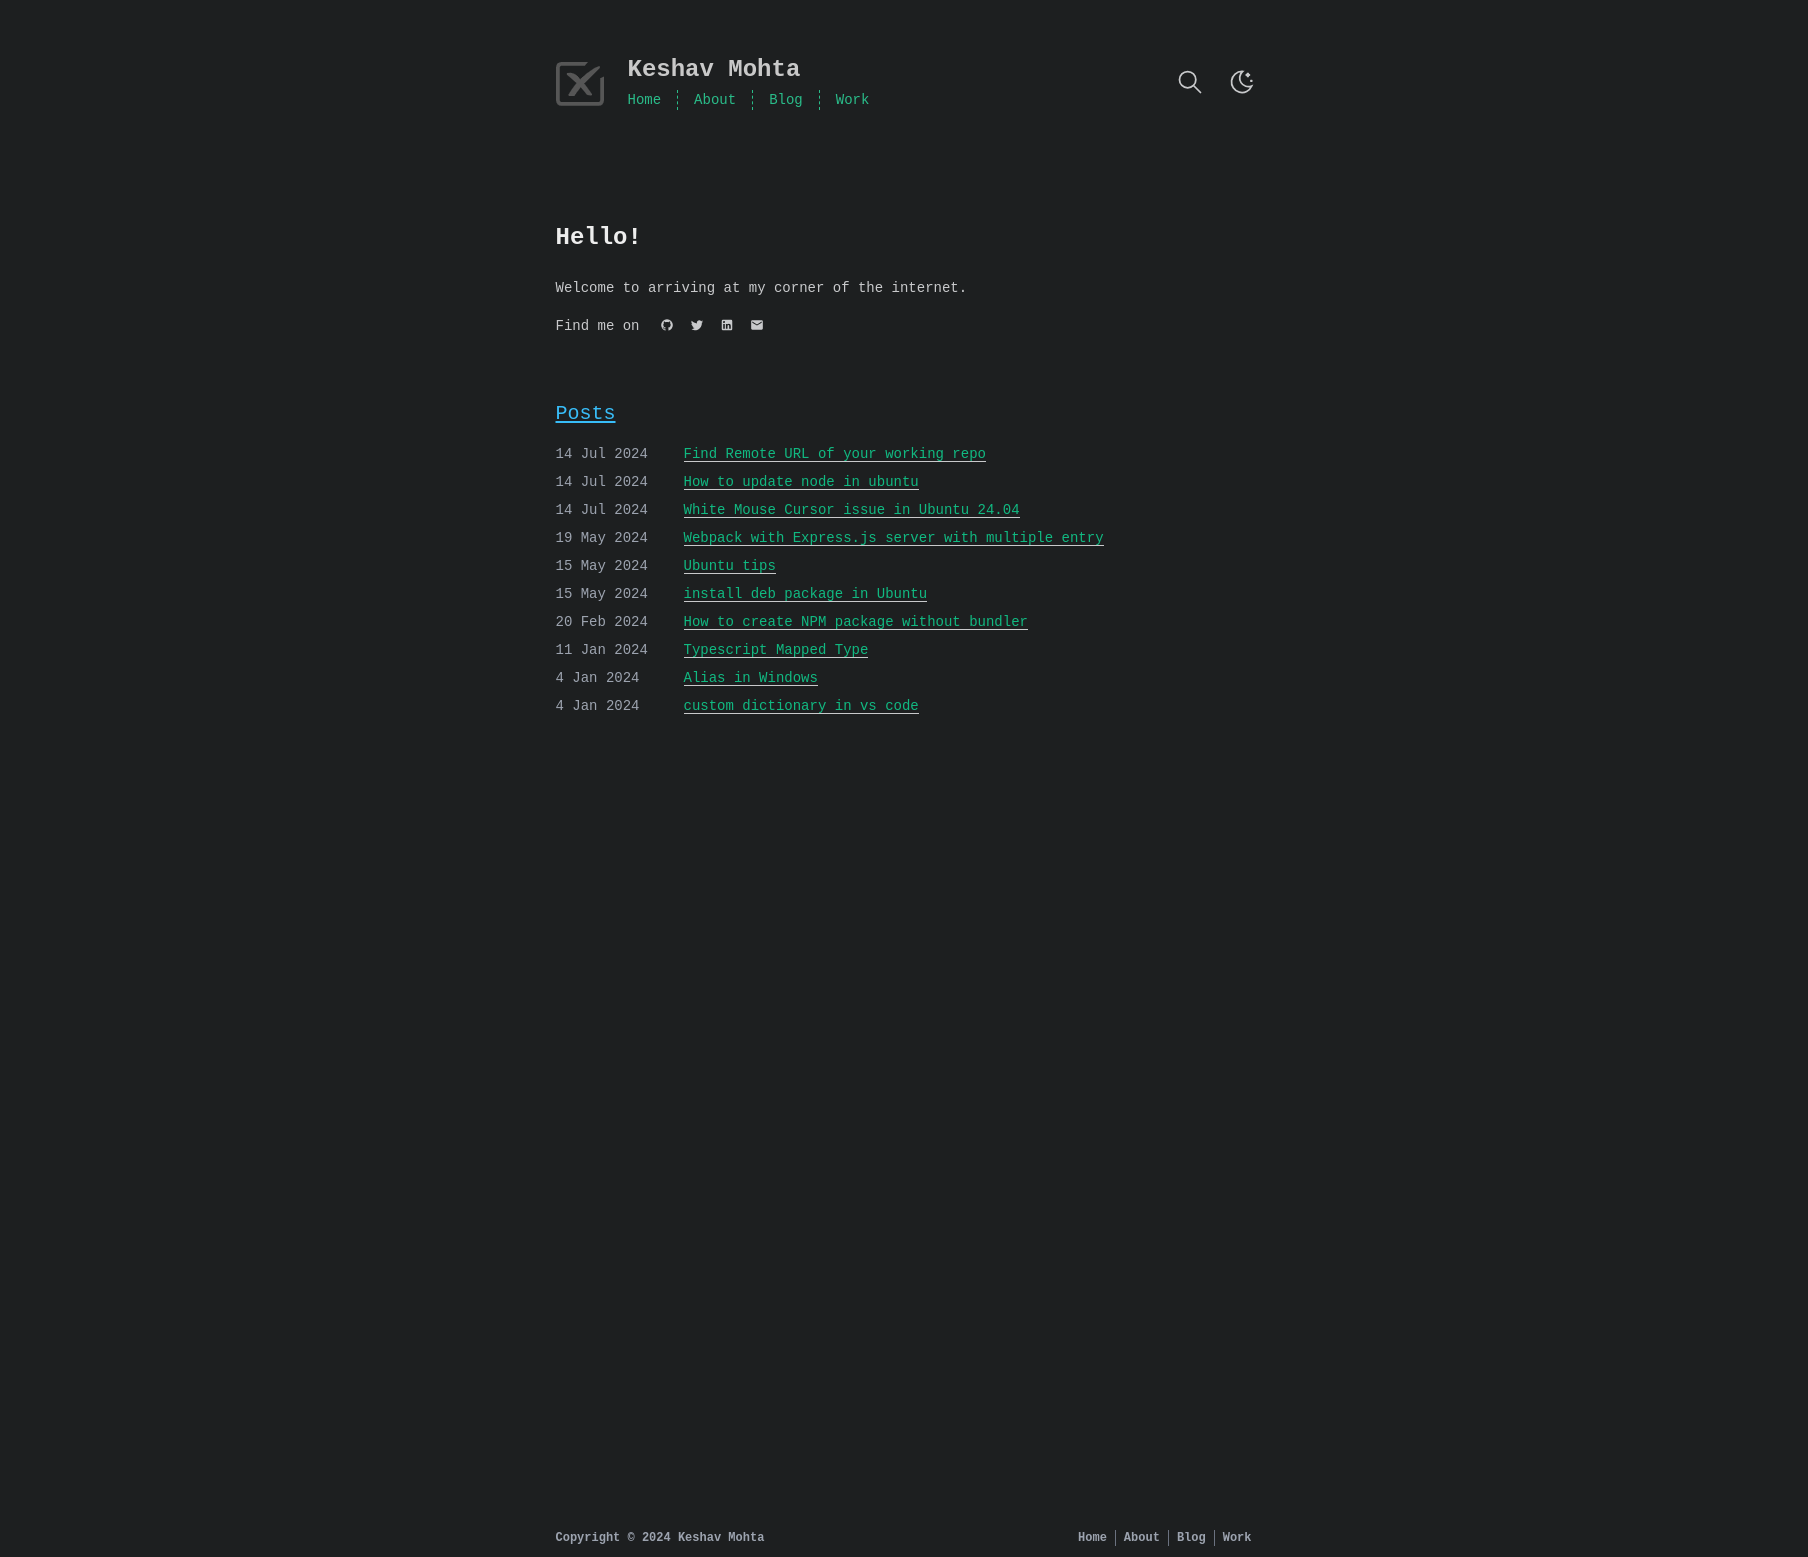 Keshav Mohta
Home About Blog Work
Hello!
Welcome to arriving at my corner of the internet.
Find me on
Posts
14 Jul 2024 Find Remote URL of your working repo
14 Jul 2024 How to update node in ubuntu
14 Jul 2024 White Mouse Cursor issue in Ubuntu 24.04
19 May 2024 Webpack with Express.js server with multiple entry
15 May 2024 Ubuntu tips
15 May 2024 install deb package in Ubuntu
20 Feb 2024 How to create NPM package without bundler
11 Jan 2024 Typescript Mapped Type
4 Jan 2024 Alias in Windows
4 Jan 2024 custom dictionary in vs code
Copyright © 2024 Keshav Mohta Home About Blog Work